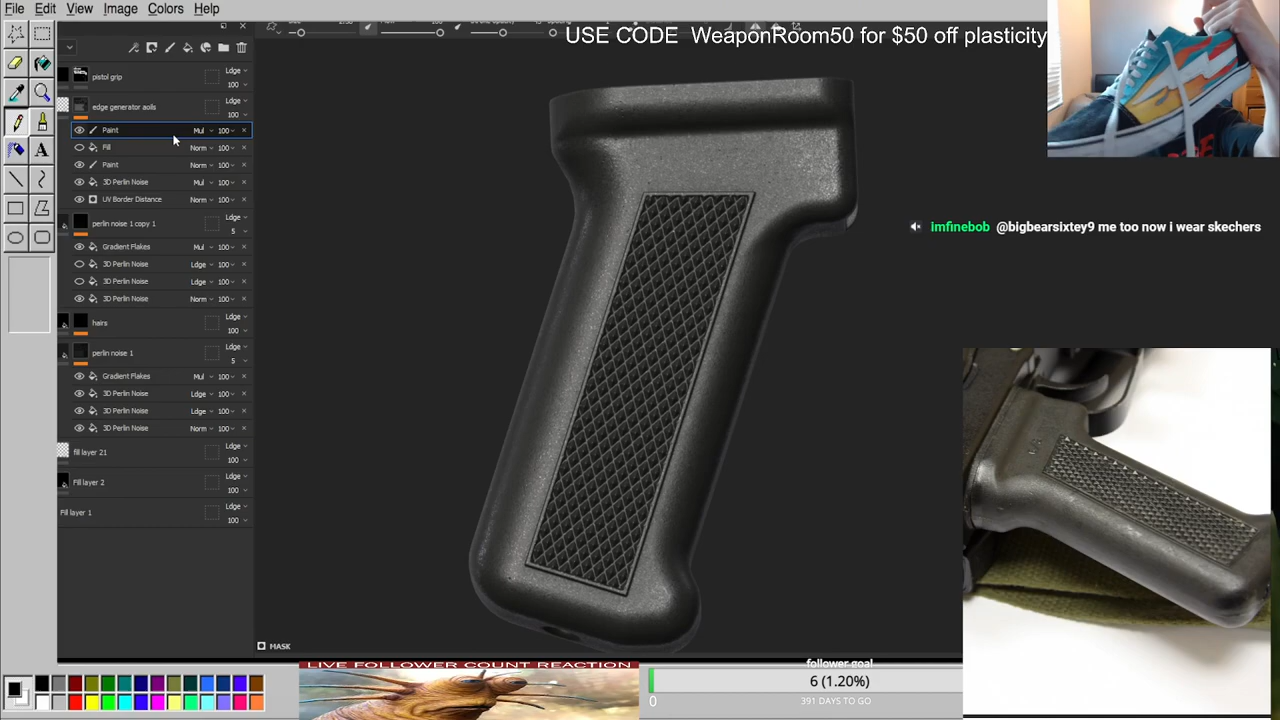 File Edit View Image Colors Help
USE CODE WeaponRoom50 for $50 off plasticity
pistol grip Ldge 100
edge generator aoils Ldge 100
Paint Mul 100
Fill Norm 100
Paint Norm 100
3D Perlin Noise Mul 100
UV Border Distance Norm 100
perlin noise 1 copy 1 Ldge 5
Gradient Flakes Mul 100
3D Perlin Noise Ldge 100
3D Perlin Noise Ldge 100
3D Perlin Noise Norm 100
hairs Ldge 100
perlin noise 1 Ldge 5
Gradient Flakes Mul 100
3D Perlin Noise Ldge 100
3D Perlin Noise Ldge 100
3D Perlin Noise Norm 100
fill layer 21 Ldge 100
Fill layer 2 Ldge 100
Fill layer 1 Ldge 100
imfinebob @bigbearsixtey9 me too now i wear skechers
MASK
LIVE FOLLOWER COUNT REACTION
follower goal
6 (1.20%)
0
391 DAYS TO GO